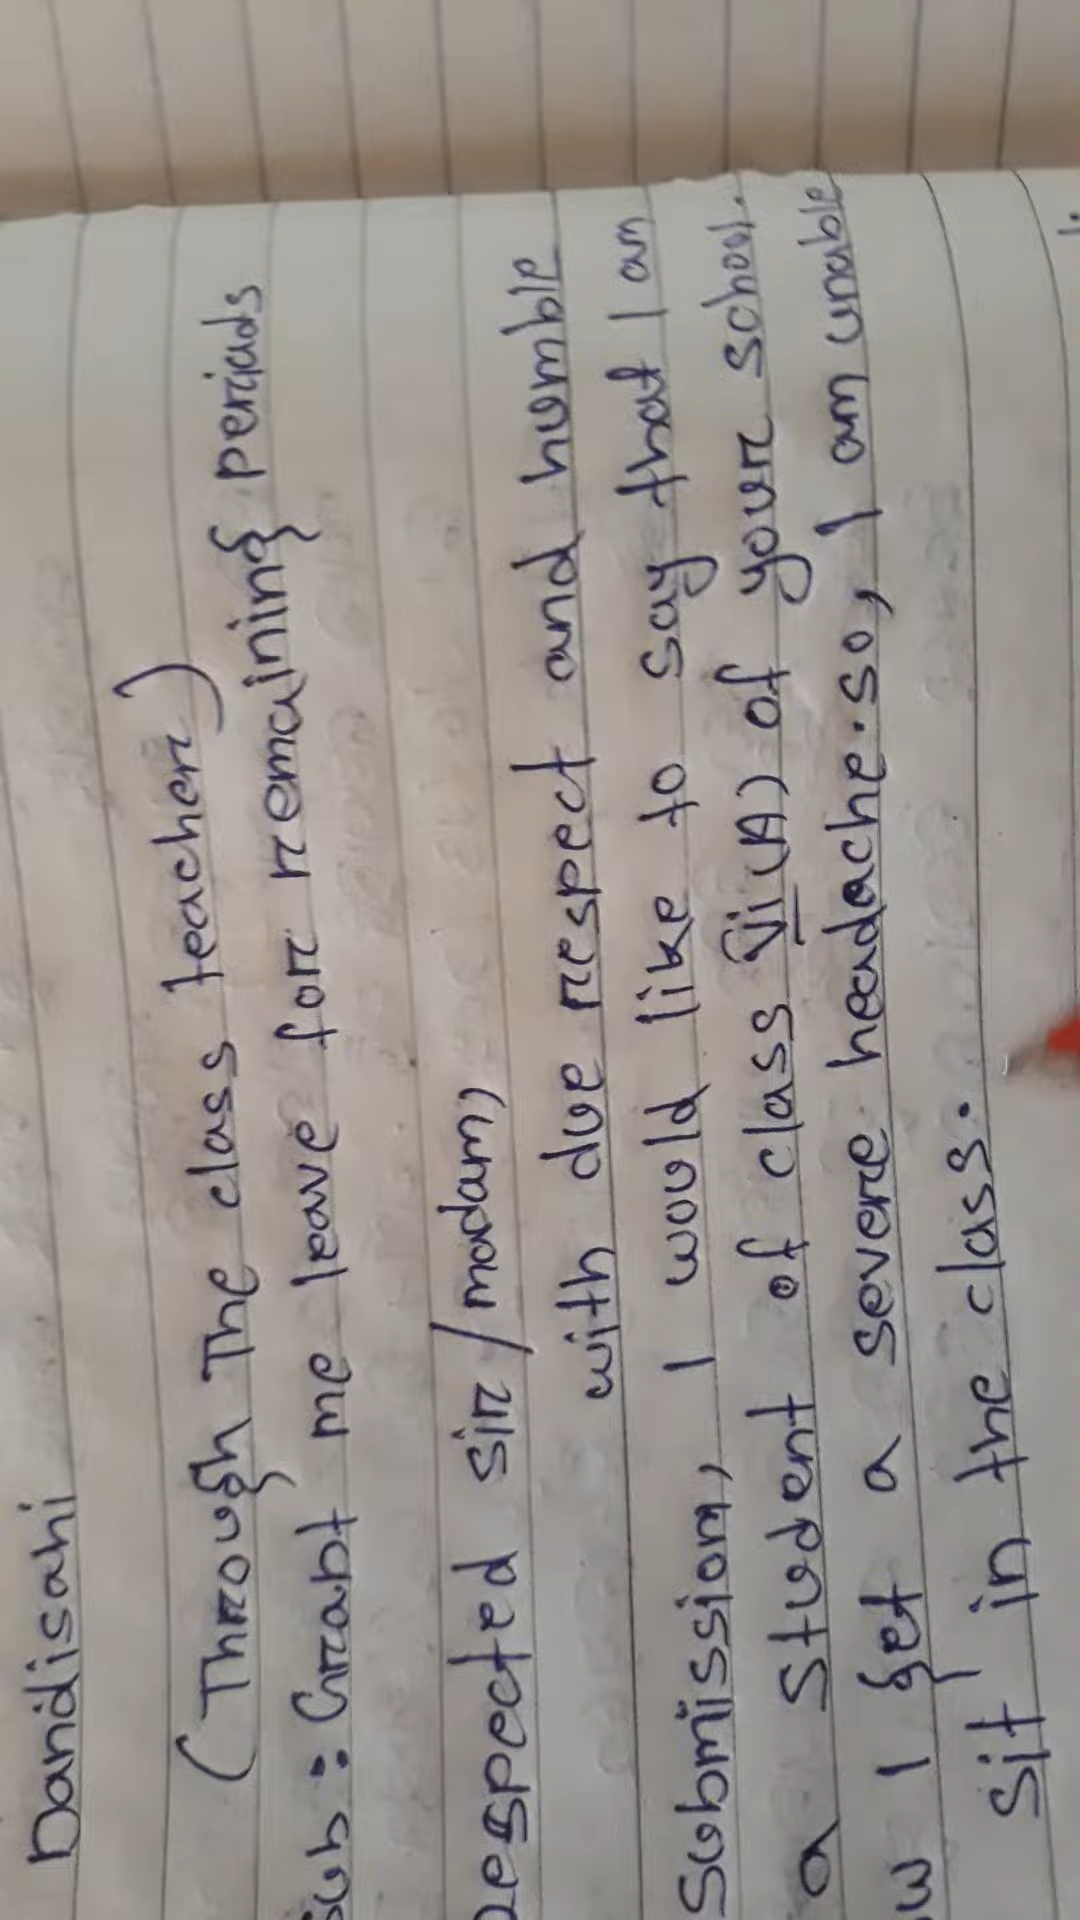 Dandisahi
(Through The class teacher)
Sub: Grant me leave for remaining periads
Respected sir/madam,
with due respect and humble
Submission, I would like to say that I am
a student of class VI(A) of your school.
I get a severe headache. so, I am unable
sit in the class.